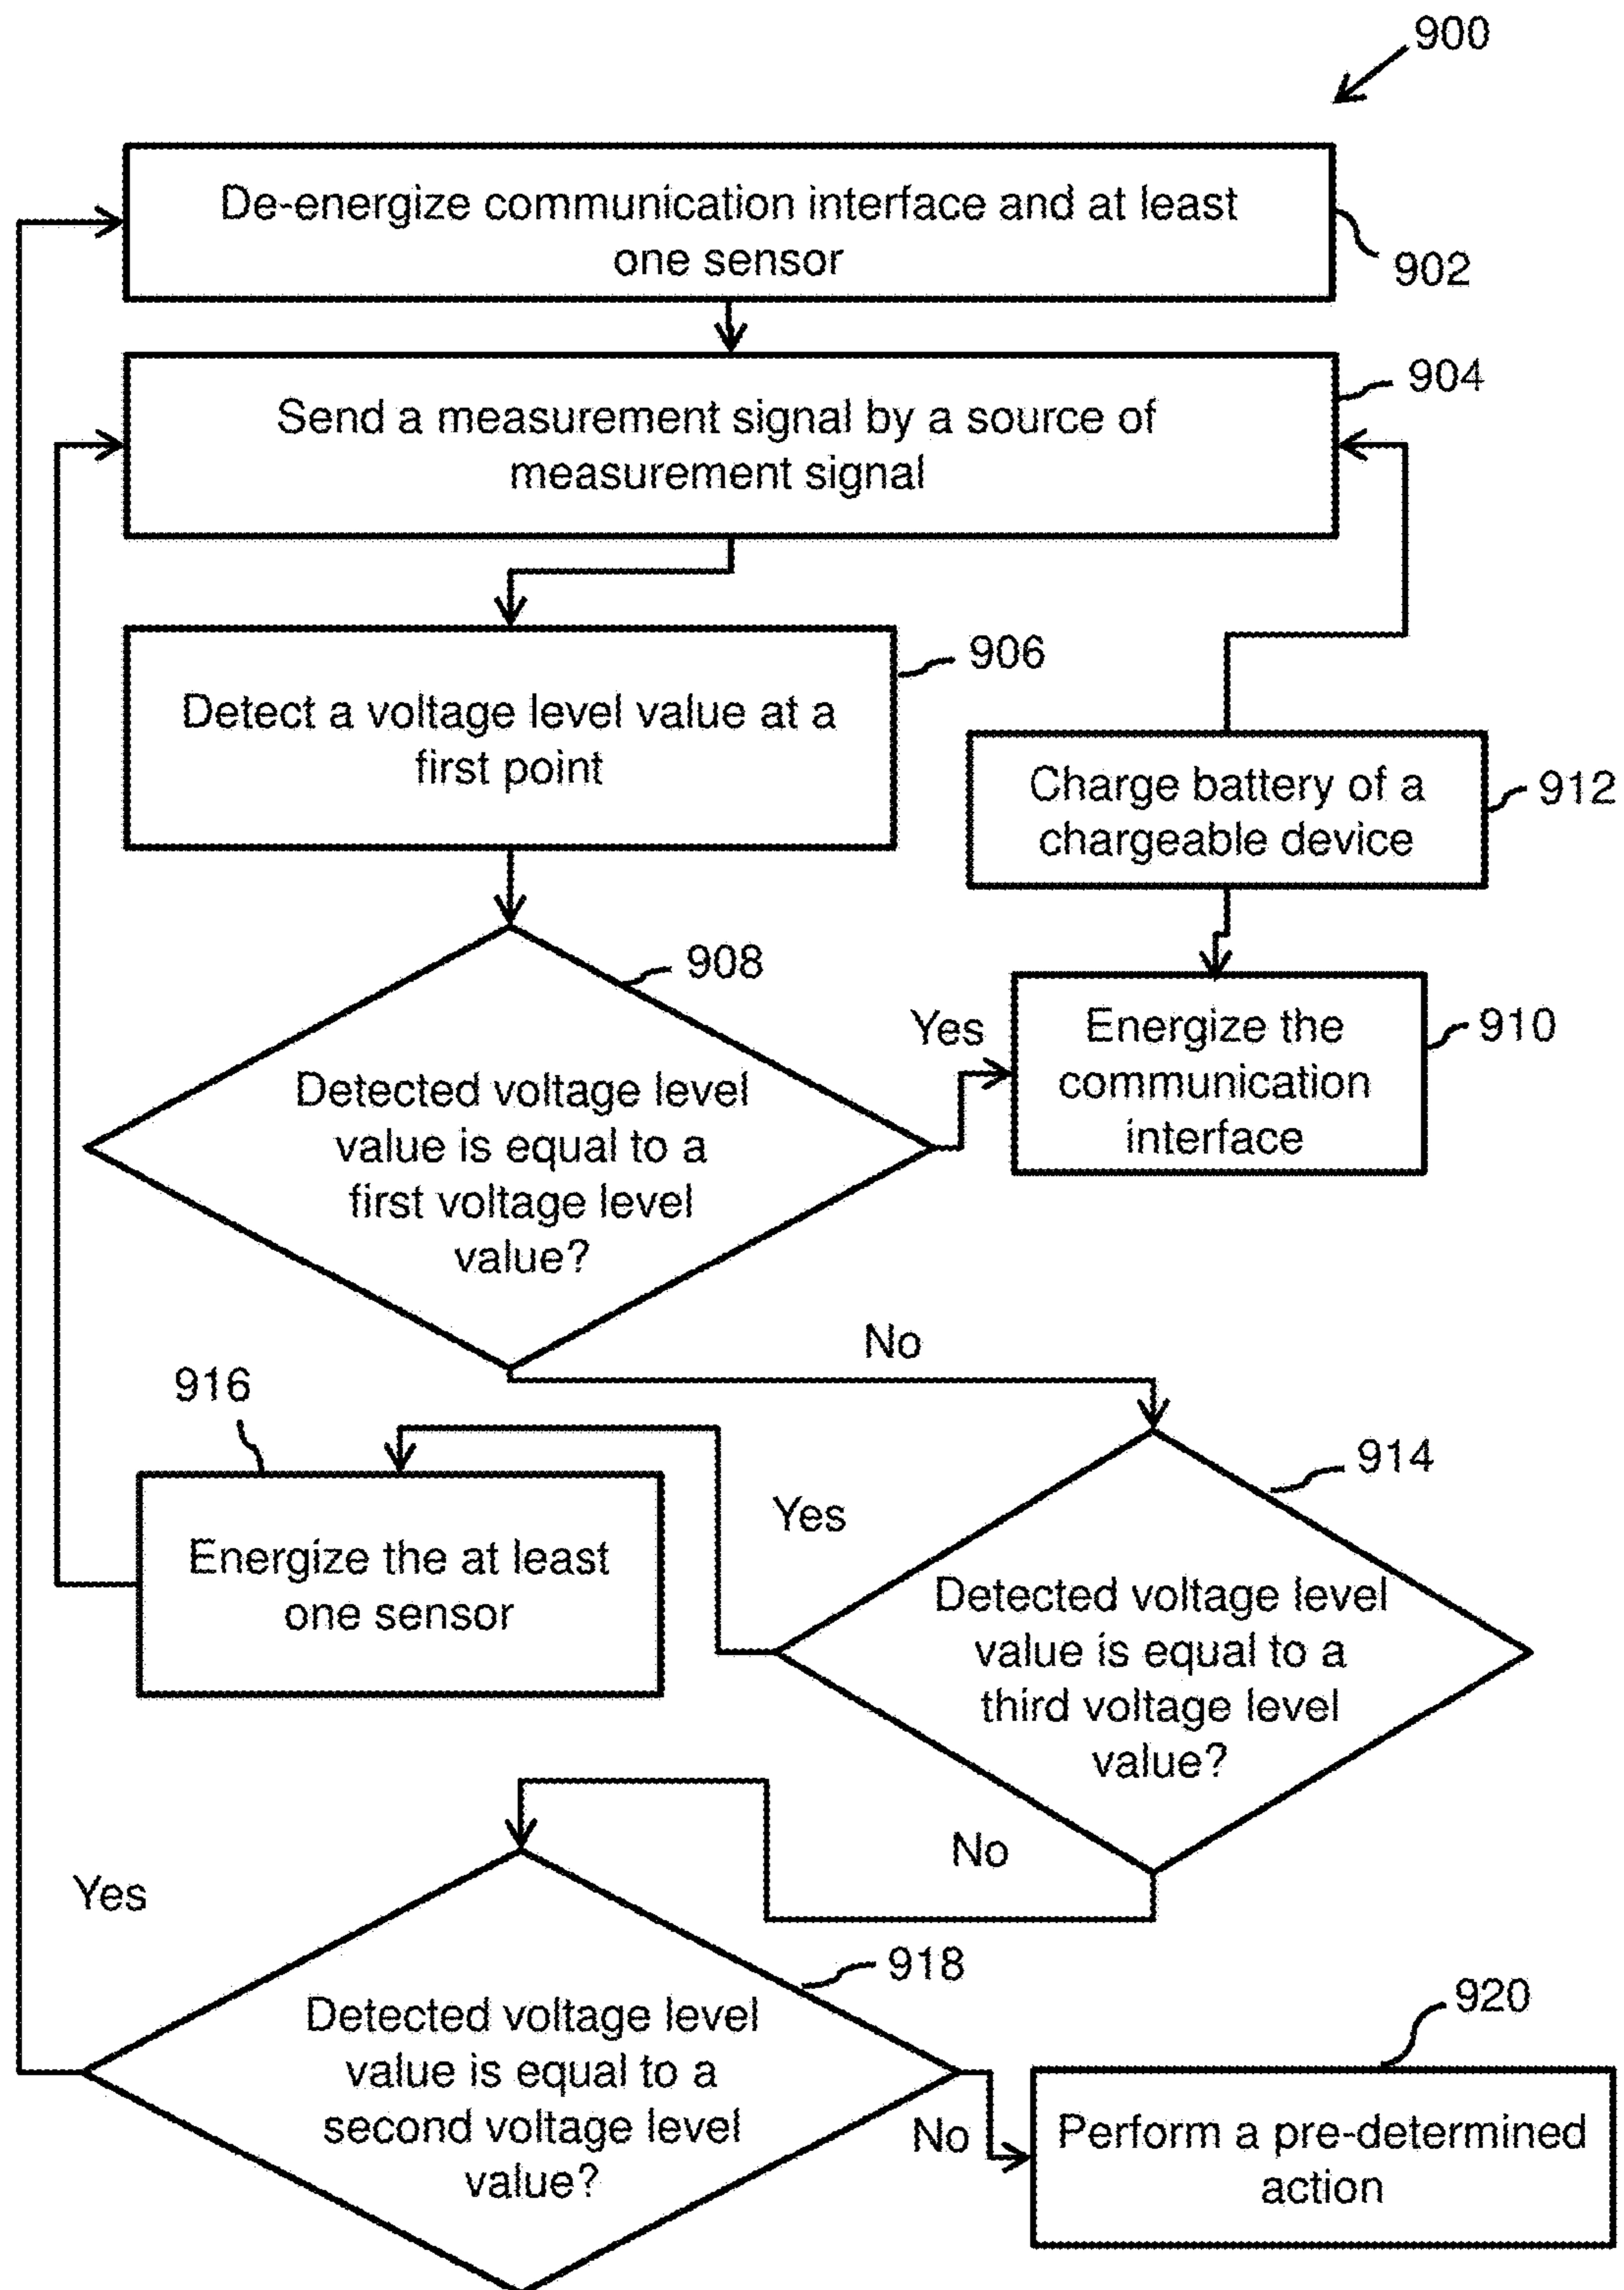 900
De-energize communication interface and at least
one sensor
902
Send a measurement signal by a source of
measurement signal
904
Detect a voltage level value at a
first point
906
Charge battery of a
chargeable device
912
908
Detected voltage level
value is equal to a
first voltage level
value?
Yes
Energize the
communication
interface
910
No
916
Energize the at least
one sensor
Yes
914
Detected voltage level
value is equal to a
third voltage level
value?
No
Yes
918
Detected voltage level
value is equal to a
second voltage level
value?
No
920
Perform a pre-determined
action